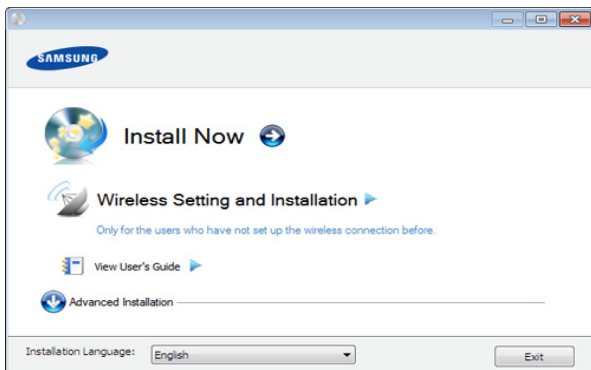 SAMSUNG
Install Now
Wireless Setting and Installation
Only for the users who have not set up the wireless connection before.
View User's Guide
Advanced Installation
Installation Language: English Exit